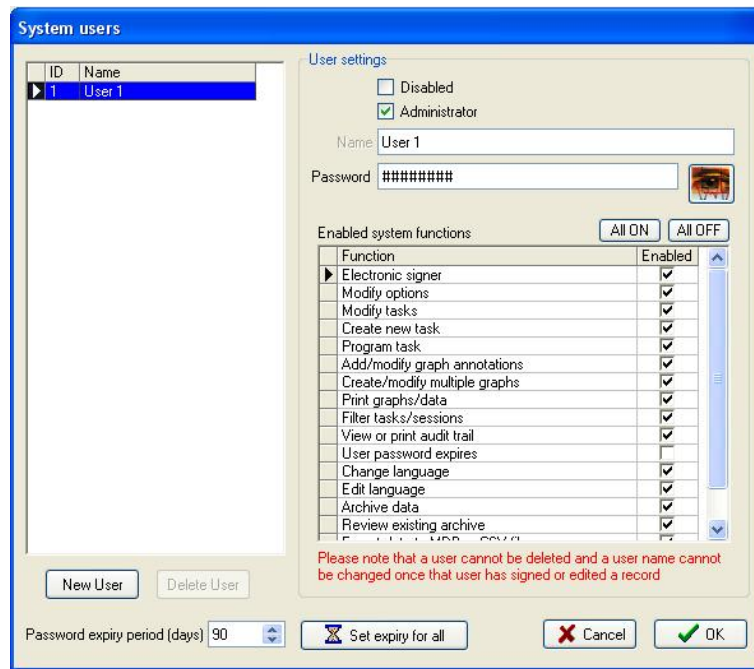 System users
ID Name
1 User 1
New User
Delete User
Password expiry period (days) 90
User settings
Disabled
Administrator
Name User 1
Password ########
Enabled system functions
All ON
All OFF
Function Enabled
Electronic signer
Modify options
Modify tasks
Create new task
Program task
Add/modify graph annotations
Create/modify multiple graphs
Print graphs/data
Filter tasks/sessions
View or print audit trail
User password expires
Change language
Edit language
Archive data
Review existing archive
Please note that a user cannot be deleted and a user name cannot
be changed once that user has signed or edited a record
Set expiry for all
Cancel
OK